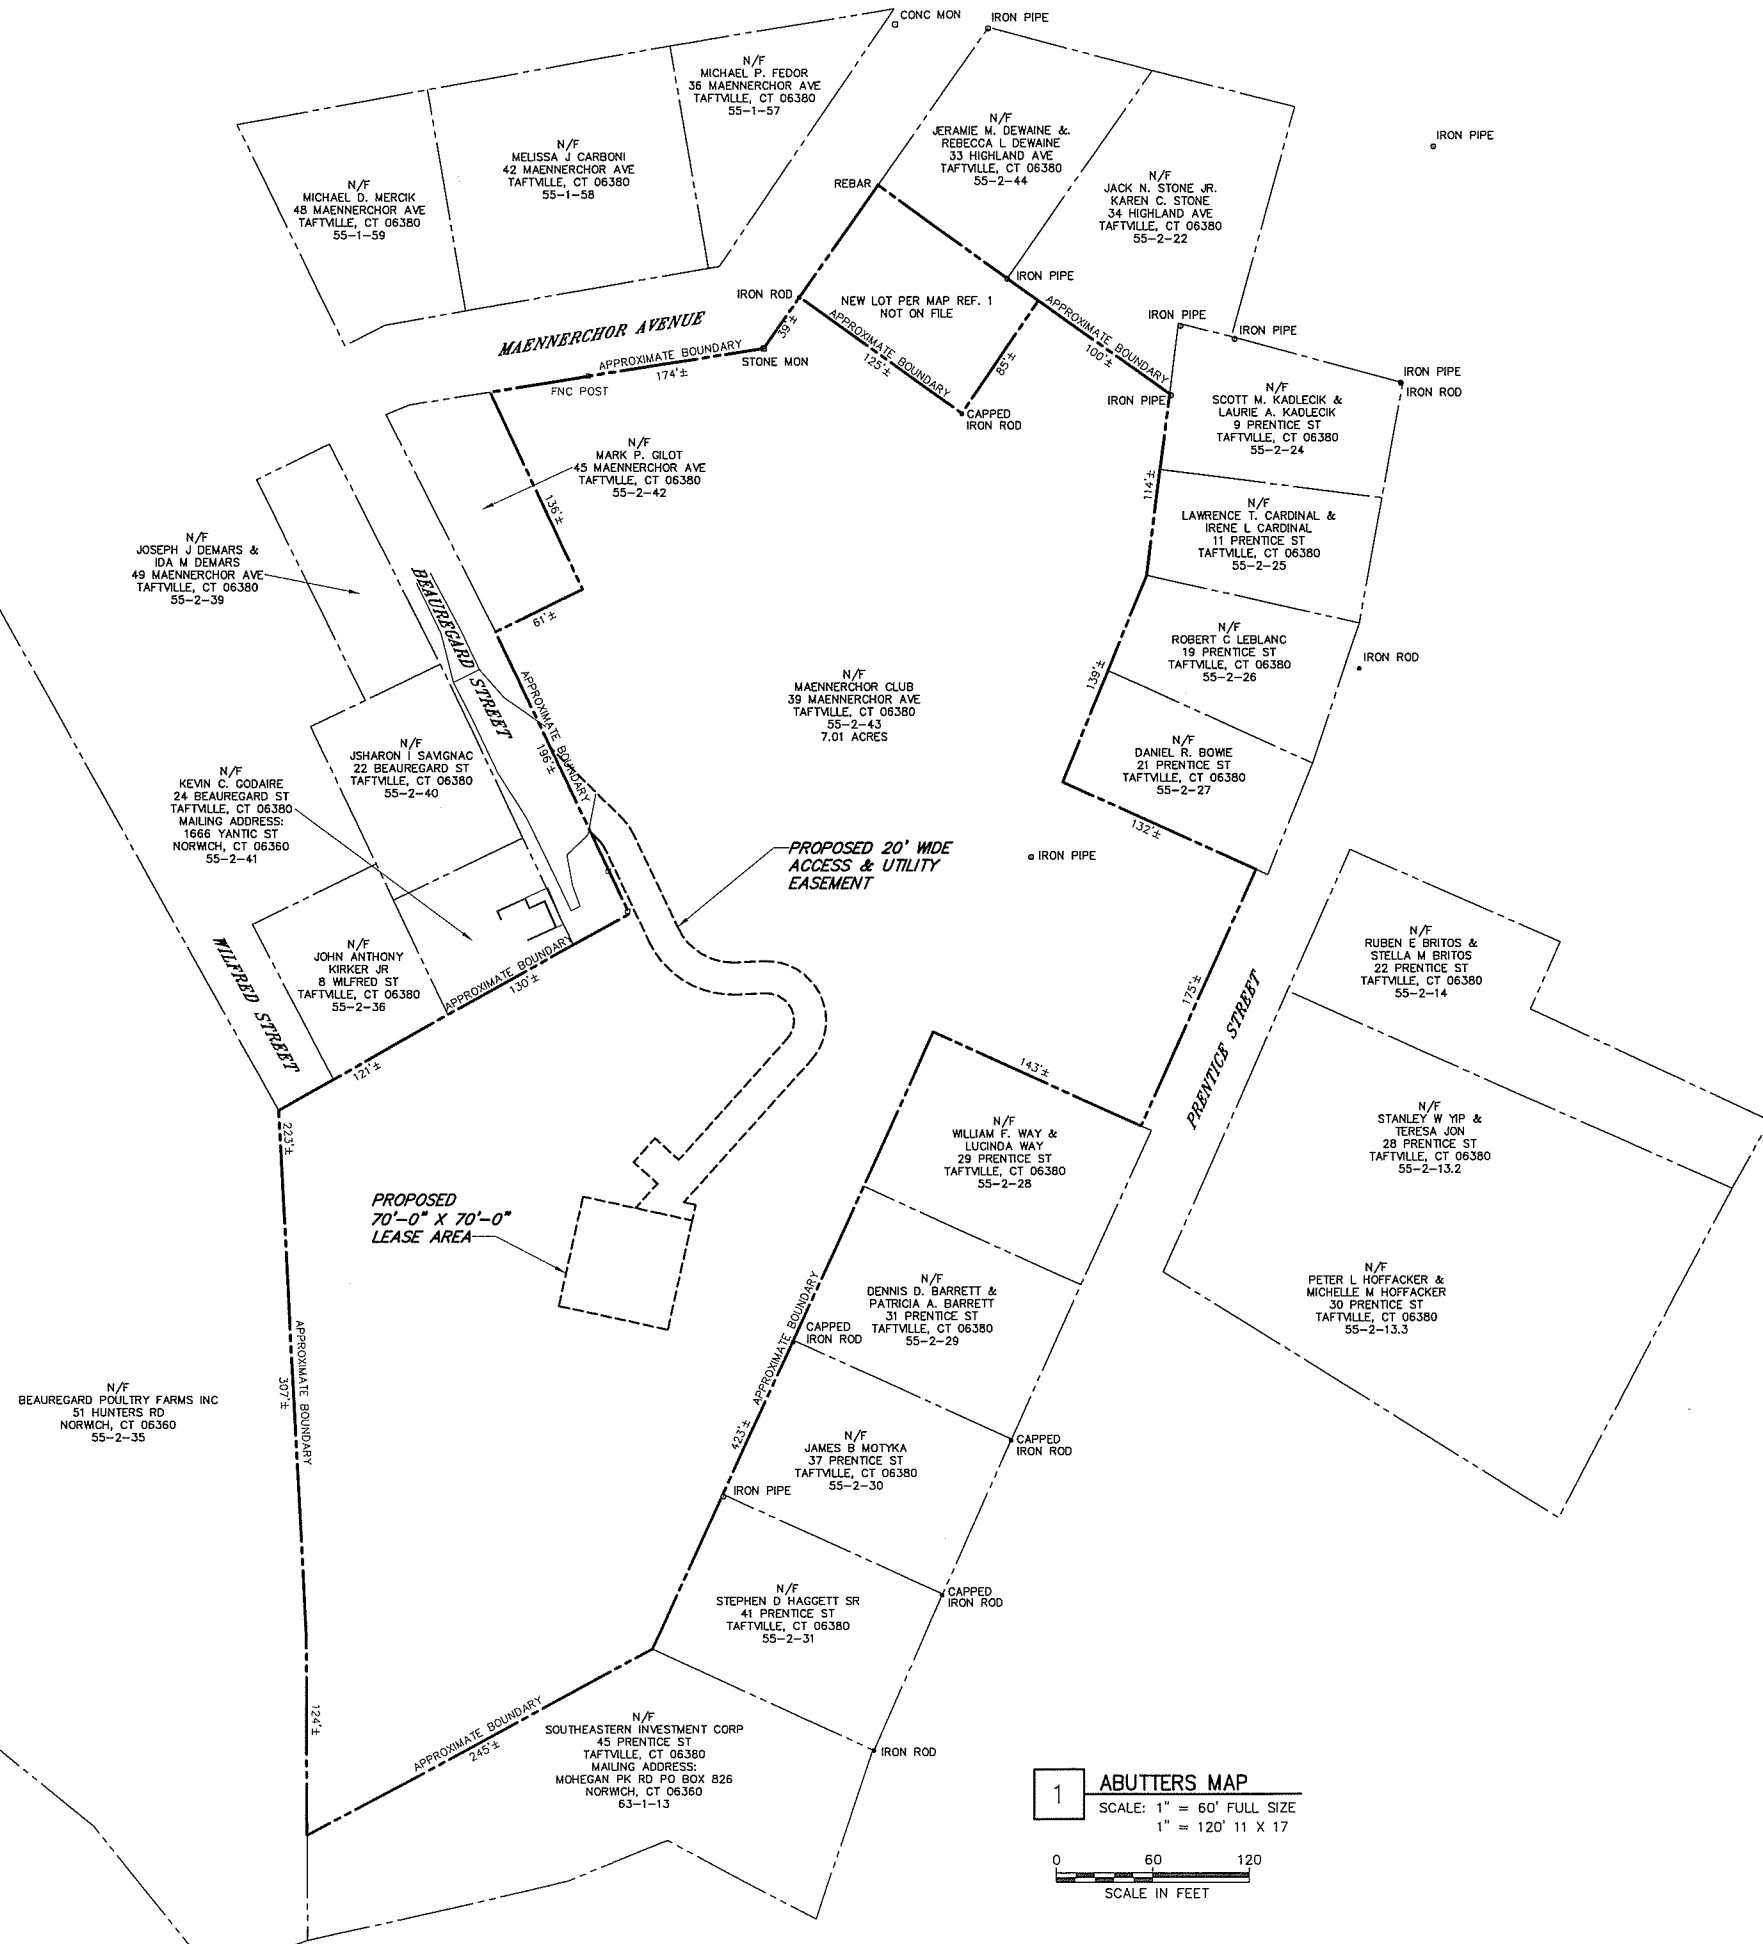 CONC MON
IRON PIPE
N/F
MICHAEL P. FEDOR
36 MAENNERCHOR AVE
TAFTVILLE, CT 06380
55-1-57
N/F
MELISSA J CARBONI
42 MAENNERCHOR AVE
TAFTVILLE, CT 06380
55-1-58
N/F
MICHAEL D. MERCIK
48 MAENNERCHOR AVE
TAFTVILLE, CT 06380
55-1-59
N/F
JERAMIE M. DEWAINE &
REBECCA L DEWAINE
33 HIGHLAND AVE
TAFTVILLE, CT 06380
55-2-44
IRON PIPE
N/F
JACK N. STONE JR.
KAREN C. STONE
34 HIGHLAND AVE
TAFTVILLE, CT 06380
55-2-22
REBAR
IRON PIPE
IRON ROD
NEW LOT PER MAP REF. 1
NOT ON FILE
APPROXIMATE BOUNDARY
125'±
85'±
APPROXIMATE BOUNDARY
100'±
IRON PIPE
IRON PIPE
IRON PIPE
IRON ROD
IRON PIPE
MAENNERCHOR AVENUE
39'±
APPROXIMATE BOUNDARY
174'±
STONE MON
FNC POST
CAPPED
IRON ROD
N/F
SCOTT M. KADLECIK &
LAURIE A. KADLECIK
9 PRENTICE ST
TAFTVILLE, CT 06380
55-2-24
N/F
MARK P. GILOT
45 MAENNERCHOR AVE
TAFTVILLE, CT 06380
55-2-42
136'±
114'±
N/F
LAWRENCE T. CARDINAL &
IRENE L CARDINAL
11 PRENTICE ST
TAFTVILLE, CT 06380
55-2-25
N/F
JOSEPH J DEMARS &
IDA M DEMARS
49 MAENNERCHOR AVE
TAFTVILLE, CT 06380
55-2-39
BEAUREGARD STREET
61'±
N/F
ROBERT C LEBLANC
19 PRENTICE ST
TAFTVILLE, CT 06380
55-2-26
IRON ROD
139'±
N/F
MAENNERCHOR CLUB
39 MAENNERCHOR AVE
TAFTVILLE, CT 06380
55-2-43
7.01 ACRES
APPROXIMATE BOUNDARY
196'±
N/F
JSHARON I SAVIGNAC
22 BEAUREGARD ST
TAFTVILLE, CT 06380
55-2-40
N/F
DANIEL R. BOWIE
21 PRENTICE ST
TAFTVILLE, CT 06380
55-2-27
N/F
KEVIN C. GODAIRE
24 BEAUREGARD ST
TAFTVILLE, CT 06380
MAILING ADDRESS:
1666 YANTIC ST
NORWICH, CT 06360
55-2-41
132'±
PROPOSED 20' WIDE
ACCESS & UTILITY
EASEMENT
IRON PIPE
N/F
JOHN ANTHONY
KIRKER JR
8 WILFRED ST
TAFTVILLE, CT 06380
55-2-36
WILFRED STREET
APPROXIMATE BOUNDARY
130'±
121'±
N/F
RUBEN E BRITOS &
STELLA M BRITOS
22 PRENTICE ST
TAFTVILLE, CT 06380
55-2-14
175'±
PRENTICE STREET
143'±
223'±
N/F
WILLIAM F. WAY &
LUCINDA WAY
29 PRENTICE ST
TAFTVILLE, CT 06380
55-2-28
N/F
STANLEY W YIP &
TERESA JON
28 PRENTICE ST
TAFTVILLE, CT 06380
55-2-13.2
PROPOSED
70'-0" X 70'-0"
LEASE AREA
N/F
DENNIS D. BARRETT &
PATRICIA A. BARRETT
31 PRENTICE ST
TAFTVILLE, CT 06380
55-2-29
N/F
PETER L HOFFACKER &
MICHELLE M HOFFACKER
30 PRENTICE ST
TAFTVILLE, CT 06380
55-2-13.3
CAPPED
IRON ROD
423'± APPROXIMATE BOUNDARY
APPROXIMATE BOUNDARY
307'±
N/F
BEAUREGARD POULTRY FARMS INC
51 HUNTERS RD
NORWICH, CT 06360
55-2-35
N/F
JAMES B MOTYKA
37 PRENTICE ST
TAFTVILLE, CT 06380
55-2-30
CAPPED
IRON ROD
IRON PIPE
N/F
STEPHEN D HAGGETT SR
41 PRENTICE ST
TAFTVILLE, CT 06380
55-2-31
CAPPED
IRON ROD
124'±
APPROXIMATE BOUNDARY
245'±
N/F
SOUTHEASTERN INVESTMENT CORP
45 PRENTICE ST
TAFTVILLE, CT 06380
MAILING ADDRESS:
MOHEGAN PK RD PO BOX 826
NORWICH, CT 06360
63-1-13
IRON ROD
1
ABUTTERS MAP
SCALE: 1" = 60' FULL SIZE
1" = 120' 11 X 17
0 60 120
SCALE IN FEET